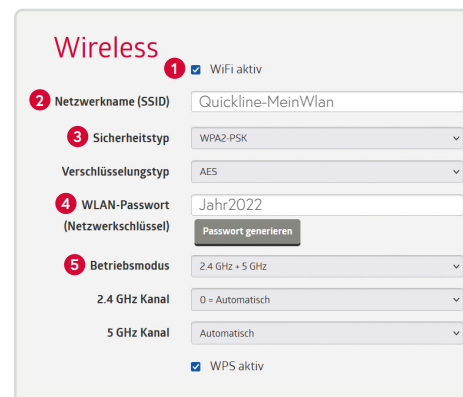 Wireless
1 WiFi aktiv
2 Netzwerkname (SSID) Quickline-MeinWlan
3 Sicherheitstyp WPA2-PSK
Verschlüsselungstyp AES
4 WLAN-Passwort Jahr2022
(Netzwerkschlüssel) Passwort generieren
5 Betriebsmodus 2.4 GHz + 5 GHz
2.4 GHz Kanal 0 = Automatisch
5 GHz Kanal Automatisch
WPS aktiv